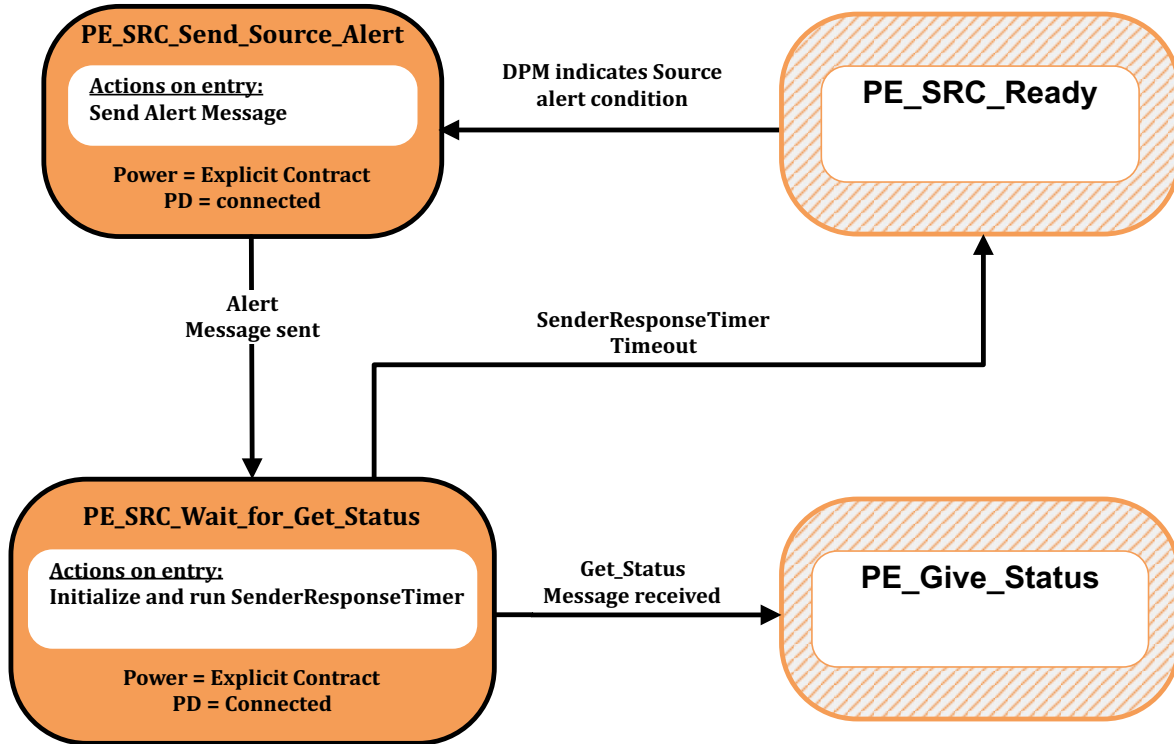 PE_SRC_Send_Source_Alert
Actions on entry:
Send Alert Message
Power = Explicit Contract
PD = connected
DPM indicates Source
alert condition
PE_SRC_Ready
Alert
Message sent
SenderResponseTimer
Timeout
PE_SRC_Wait_for_Get_Status
Actions on entry:
Initialize and run SenderResponseTimer
Power = Explicit Contract
PD = Connected
Get_Status
Message received
PE_Give_Status